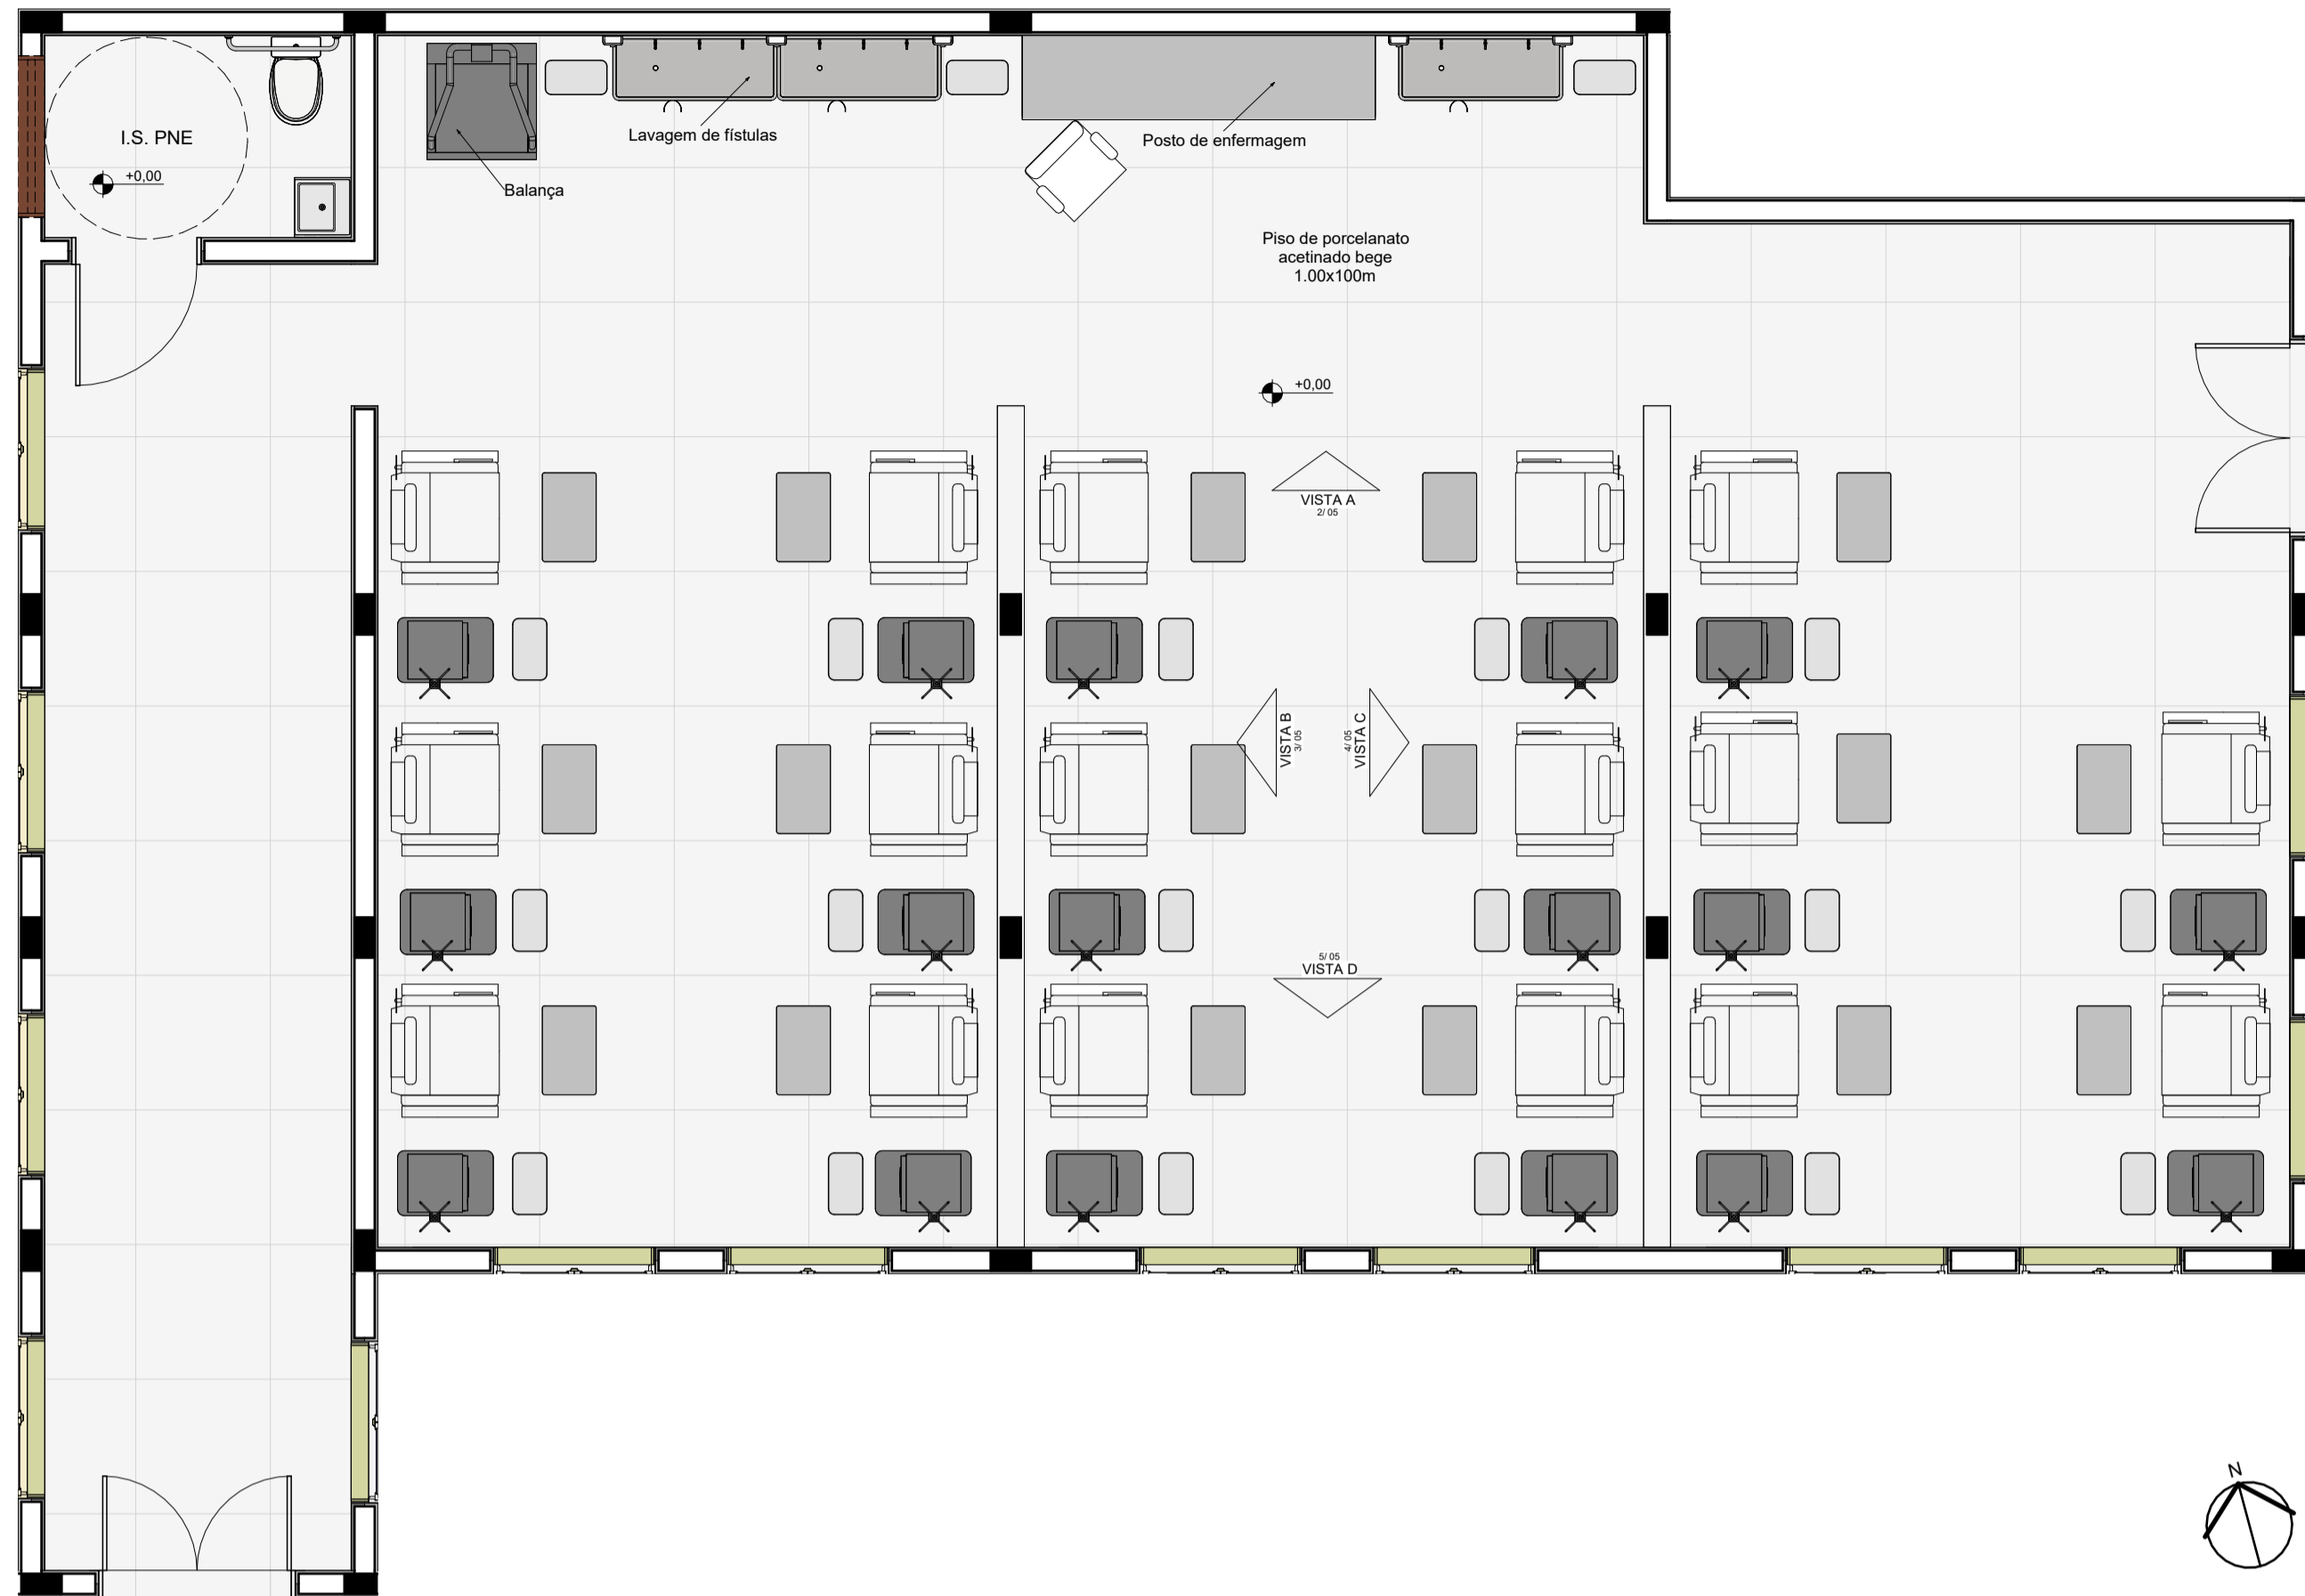 I.S. PNE
+0,00
Balança
Lavagem de fístulas
Posto de enfermagem
Piso de porcelanato
acetinado bege
1.00x100m
+0,00
VISTA A
2/ 05
VISTA B
3/ 05
4/ 05
VISTA C
5/ 05
VISTA D
N